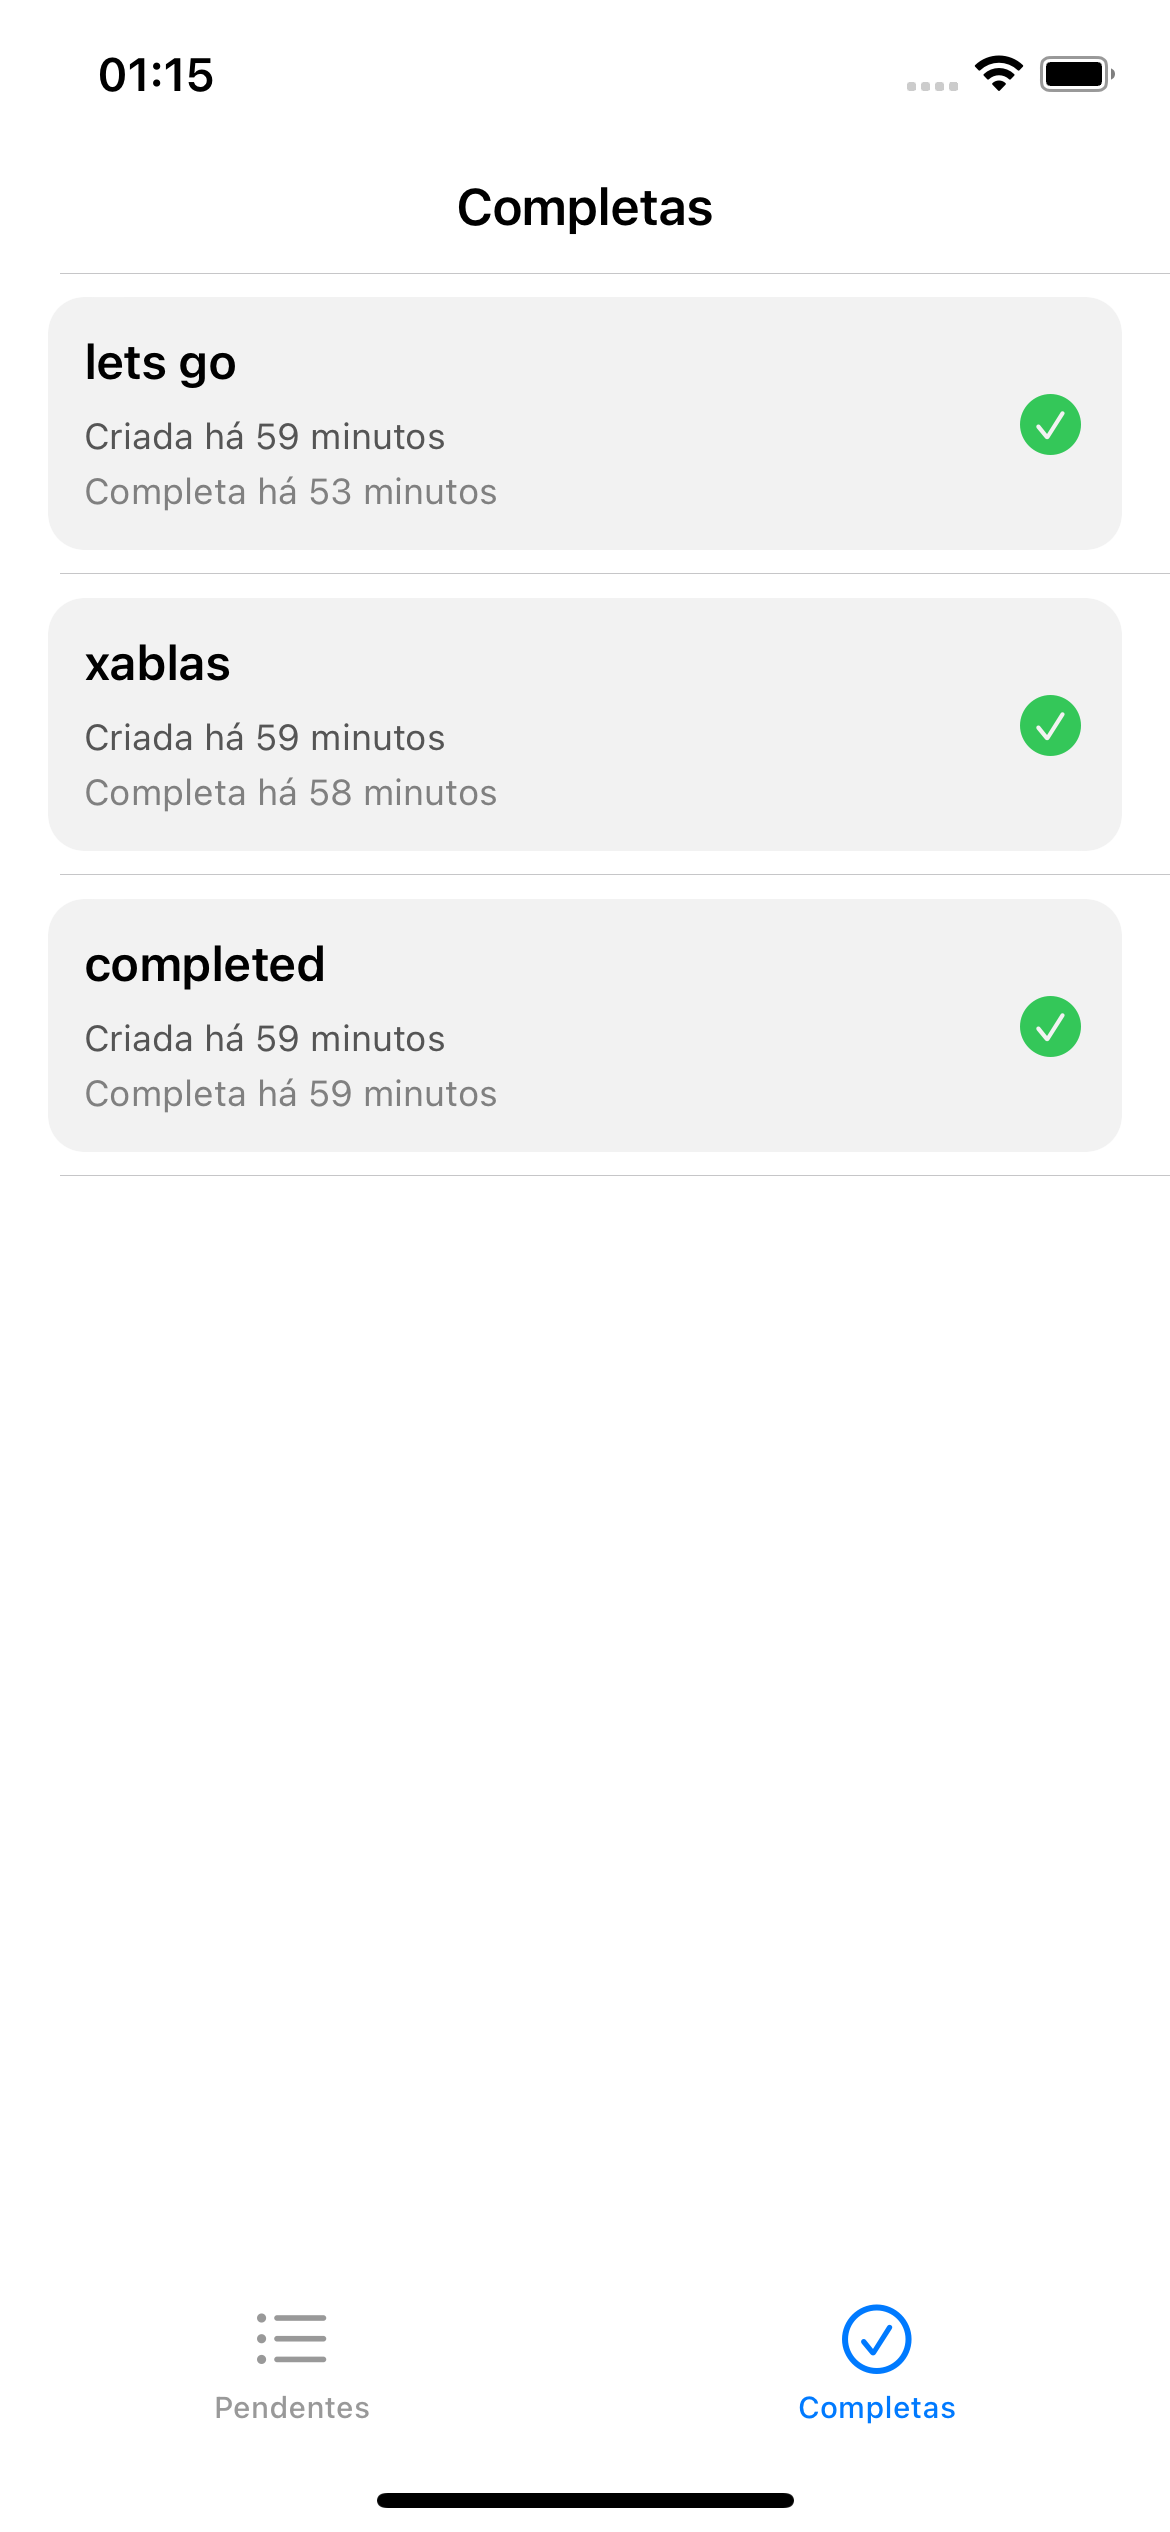 01:15
Completas
lets go
Criada há 59 minutos
Completa há 53 minutos
xablas
Criada há 59 minutos
Completa há 58 minutos
completed
Criada há 59 minutos
Completa há 59 minutos
Pendentes
Completas